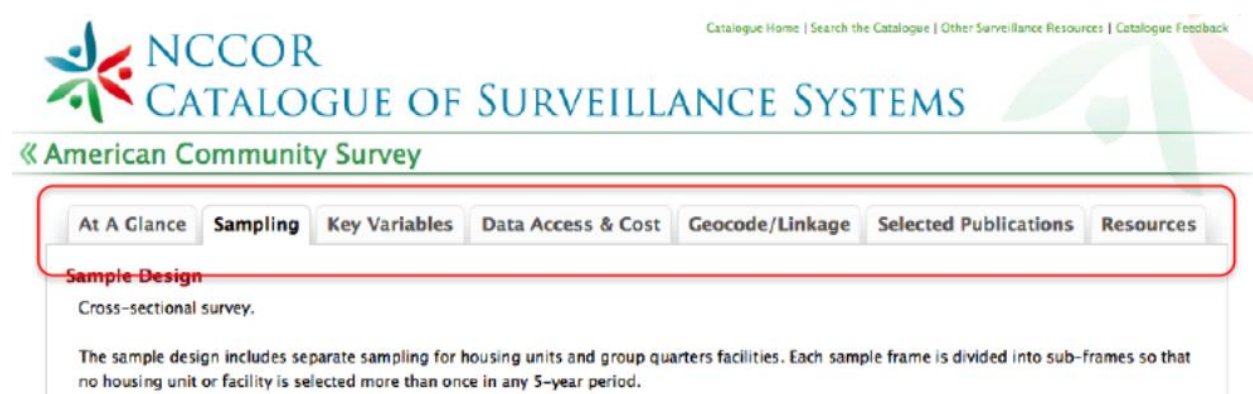 Catalogue Home | Search the Catalogue | Other Surveillance Resources | Catalogue Feedback
NCCOR
CATALOGUE OF SURVEILLANCE SYSTEMS
« American Community Survey
At A Glance Sampling Key Variables Data Access & Cost Geocode/Linkage Selected Publications Resources
Sample Design
Cross-sectional survey.
The sample design includes separate sampling for housing units and group quarters facilities. Each sample frame is divided into sub-frames so that
no housing unit or facility is selected more than once in any 5-year period.